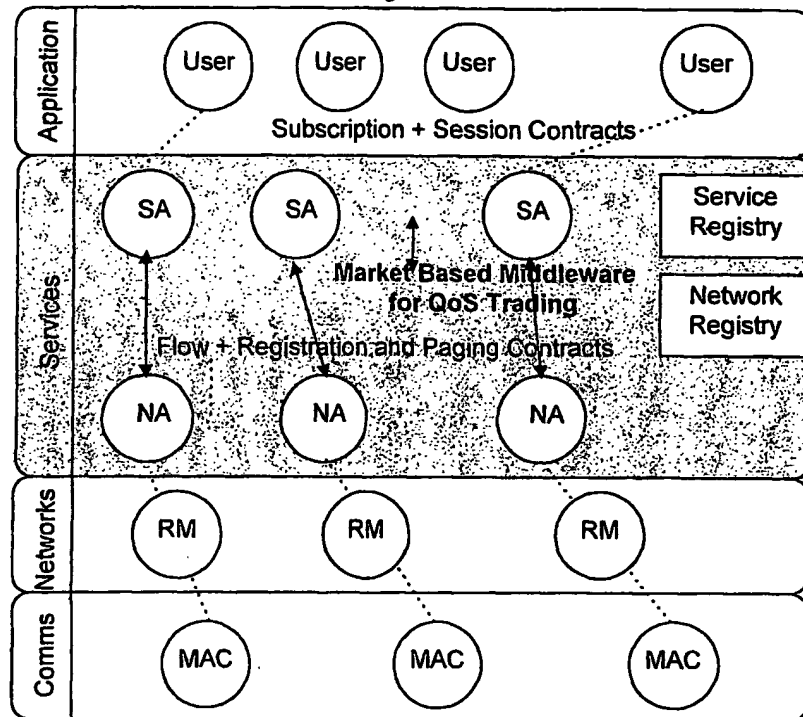 Application
User User User User
Subscription + Session Contracts
Services
SA SA SA
Service
Registry
Market Based Middleware
for QoS Trading
Network
Registry
Flow + Registration and Paging Contracts
NA NA NA
Networks
RM RM RM
Comms
MAC MAC MAC